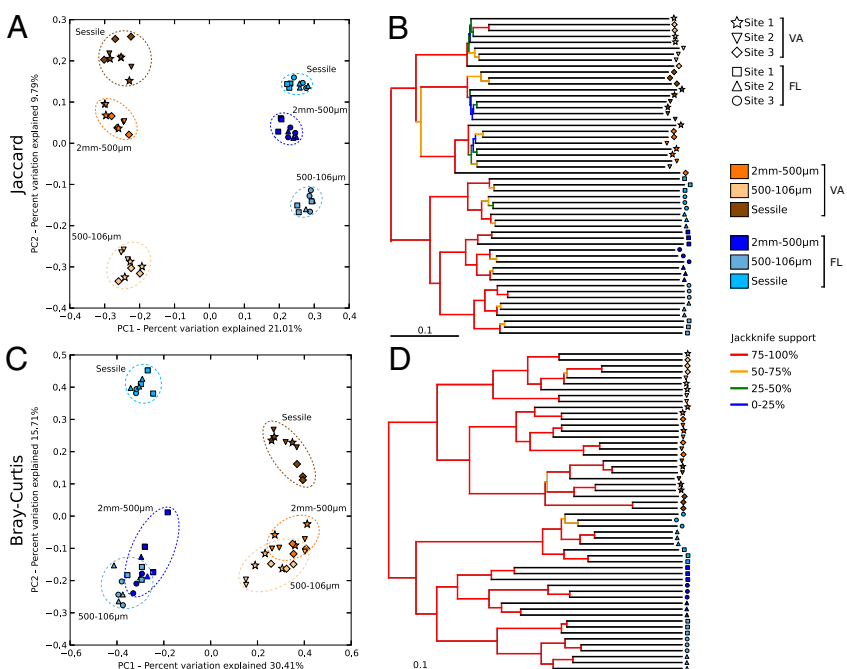 A
Jaccard
PC2 - Percent variation explained 9.79%
0.3
0.2
0.1
0.0
−0.1
−0.2
−0.3
−0.4
Sessile
Sessile
2mm-500μm
2mm-500μm
500-106μm
500-106μm
−0.4 −0.3 −0.2 −0.1 0.0 0.1 0.2 0.3 0.4
PC1 - Percent variation explained 21.01%
B
0.1
Site 1
Site 2
Site 3
VA
Site 1
Site 2
Site 3
FL
2mm-500μm
500-106μm
Sessile
VA
2mm-500μm
500-106μm
Sessile
FL
Jackknife support
75-100%
50-75%
25-50%
0-25%
C
Bray-Curtis
PC2 - Percent variation explained 15.71%
0.5
0.4
0.3
0.2
0.1
0.0
−0.1
−0.2
−0.3
−0.4
Sessile
Sessile
2mm-500μm
2mm-500μm
500-106μm
500-106μm
−0.6 −0.4 −0.2 0.0 0.2 0.4 0.6
PC1 - Percent variation explained 30.41%
D
0.1